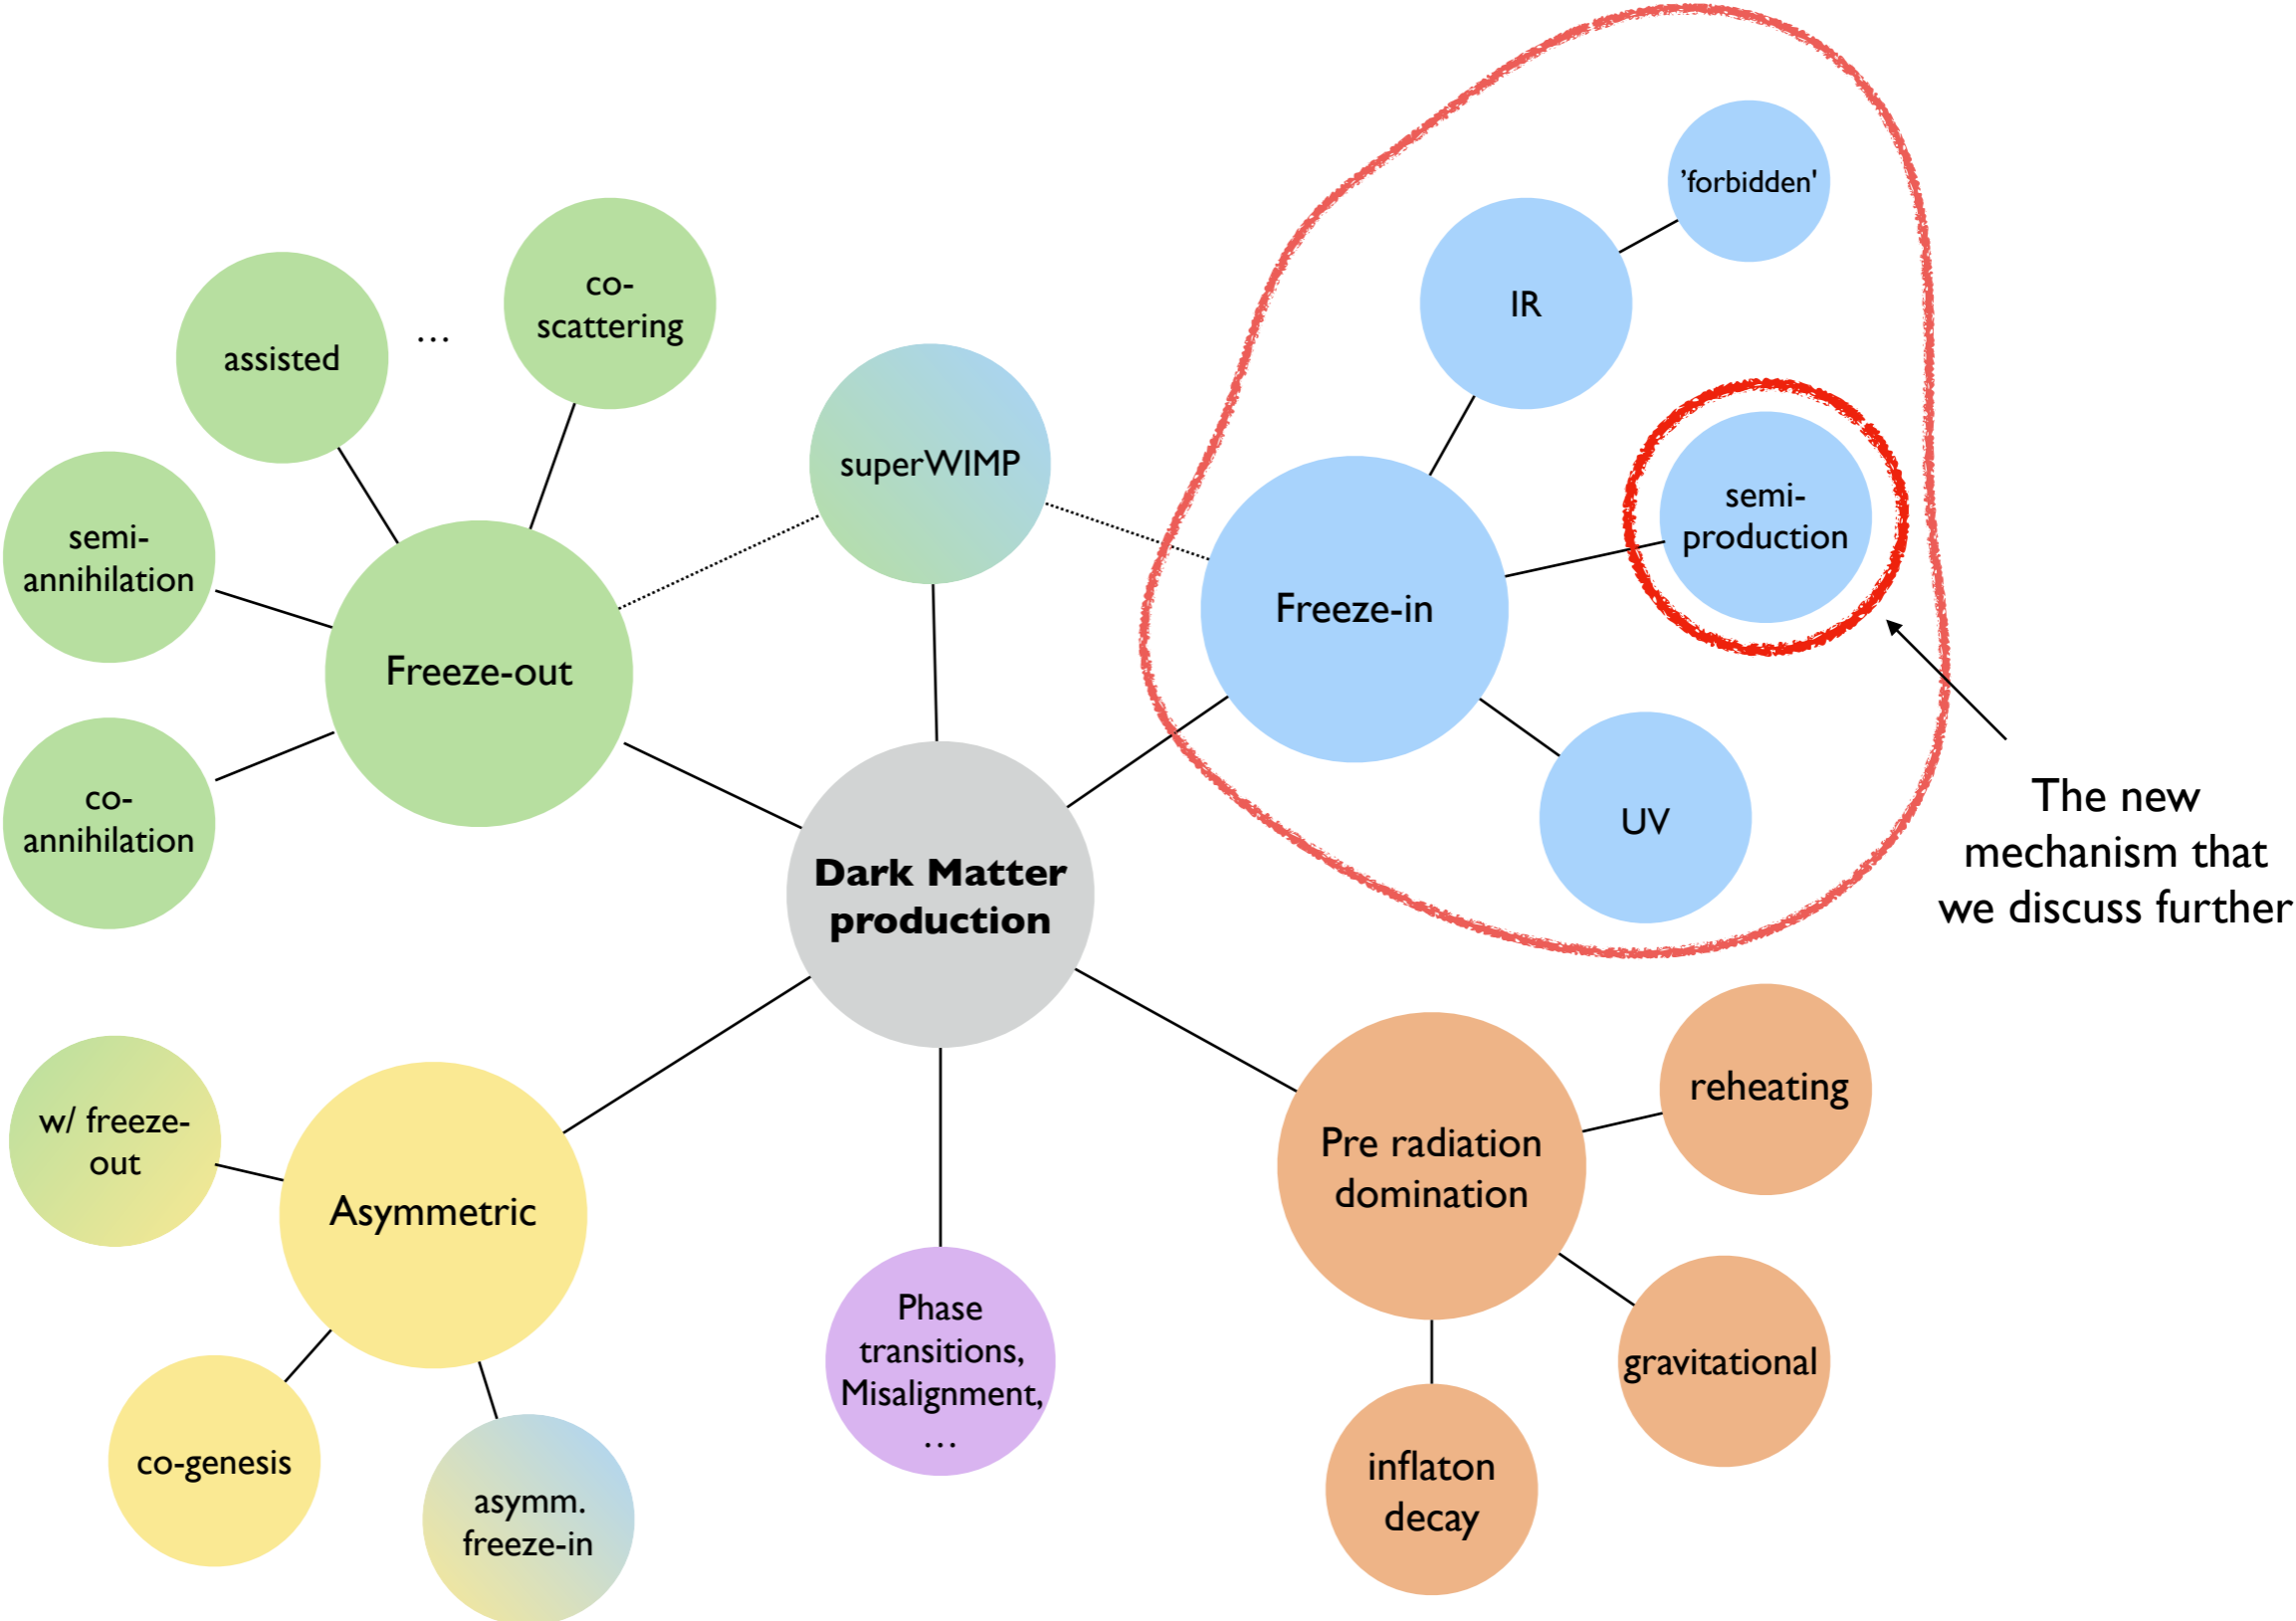 'forbidden'
IR
co-
scattering
assisted
...
superWIMP
semi-
production
semi-
annihilation
Freeze-in
Freeze-out
co-
annihilation
UV
The new
mechanism that
we discuss further
Dark Matter
production
reheating
w/ freeze-
out
Pre radiation
domination
Asymmetric
Phase
transitions,
Misalignment,
...
gravitational
co-genesis
inflaton
decay
asymm.
freeze-in